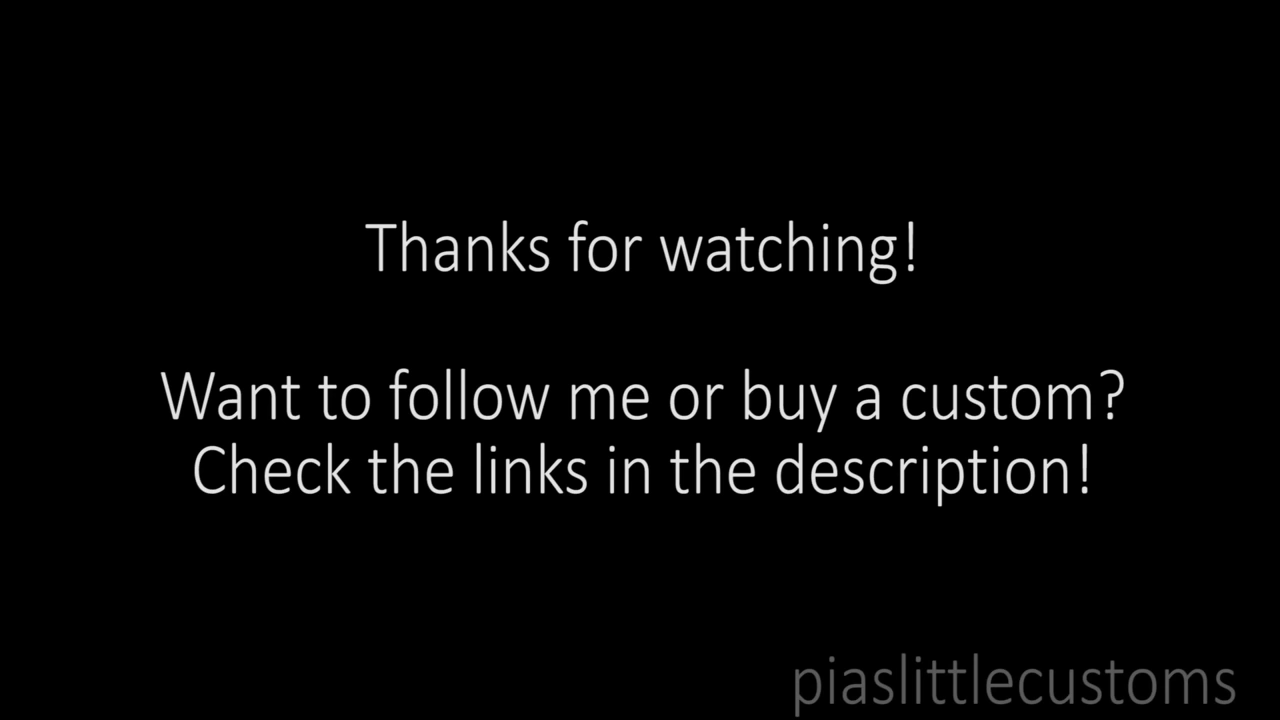 Thanks for watching!
Want to follow me or buy a custom?
Check the links in the description!
piaslittlecustoms